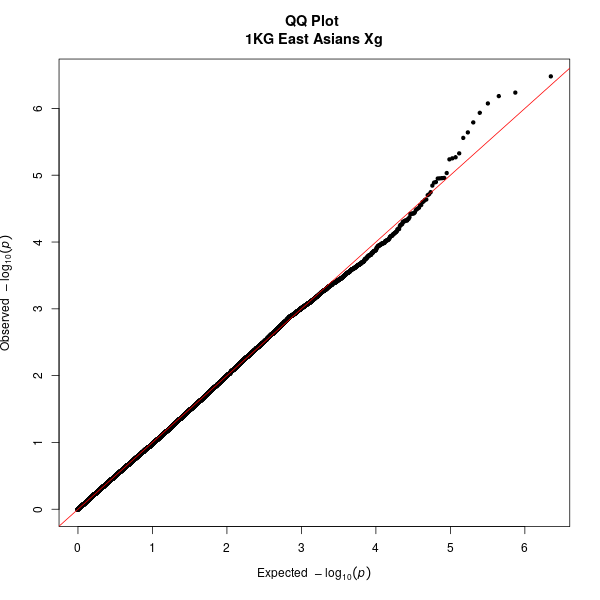 QQ Plot
1KG East Asians Xg
Observed −log10(p)
6
5
4
3
2
1
0
0 1 2 3 4 5 6
Expected −log10(p)